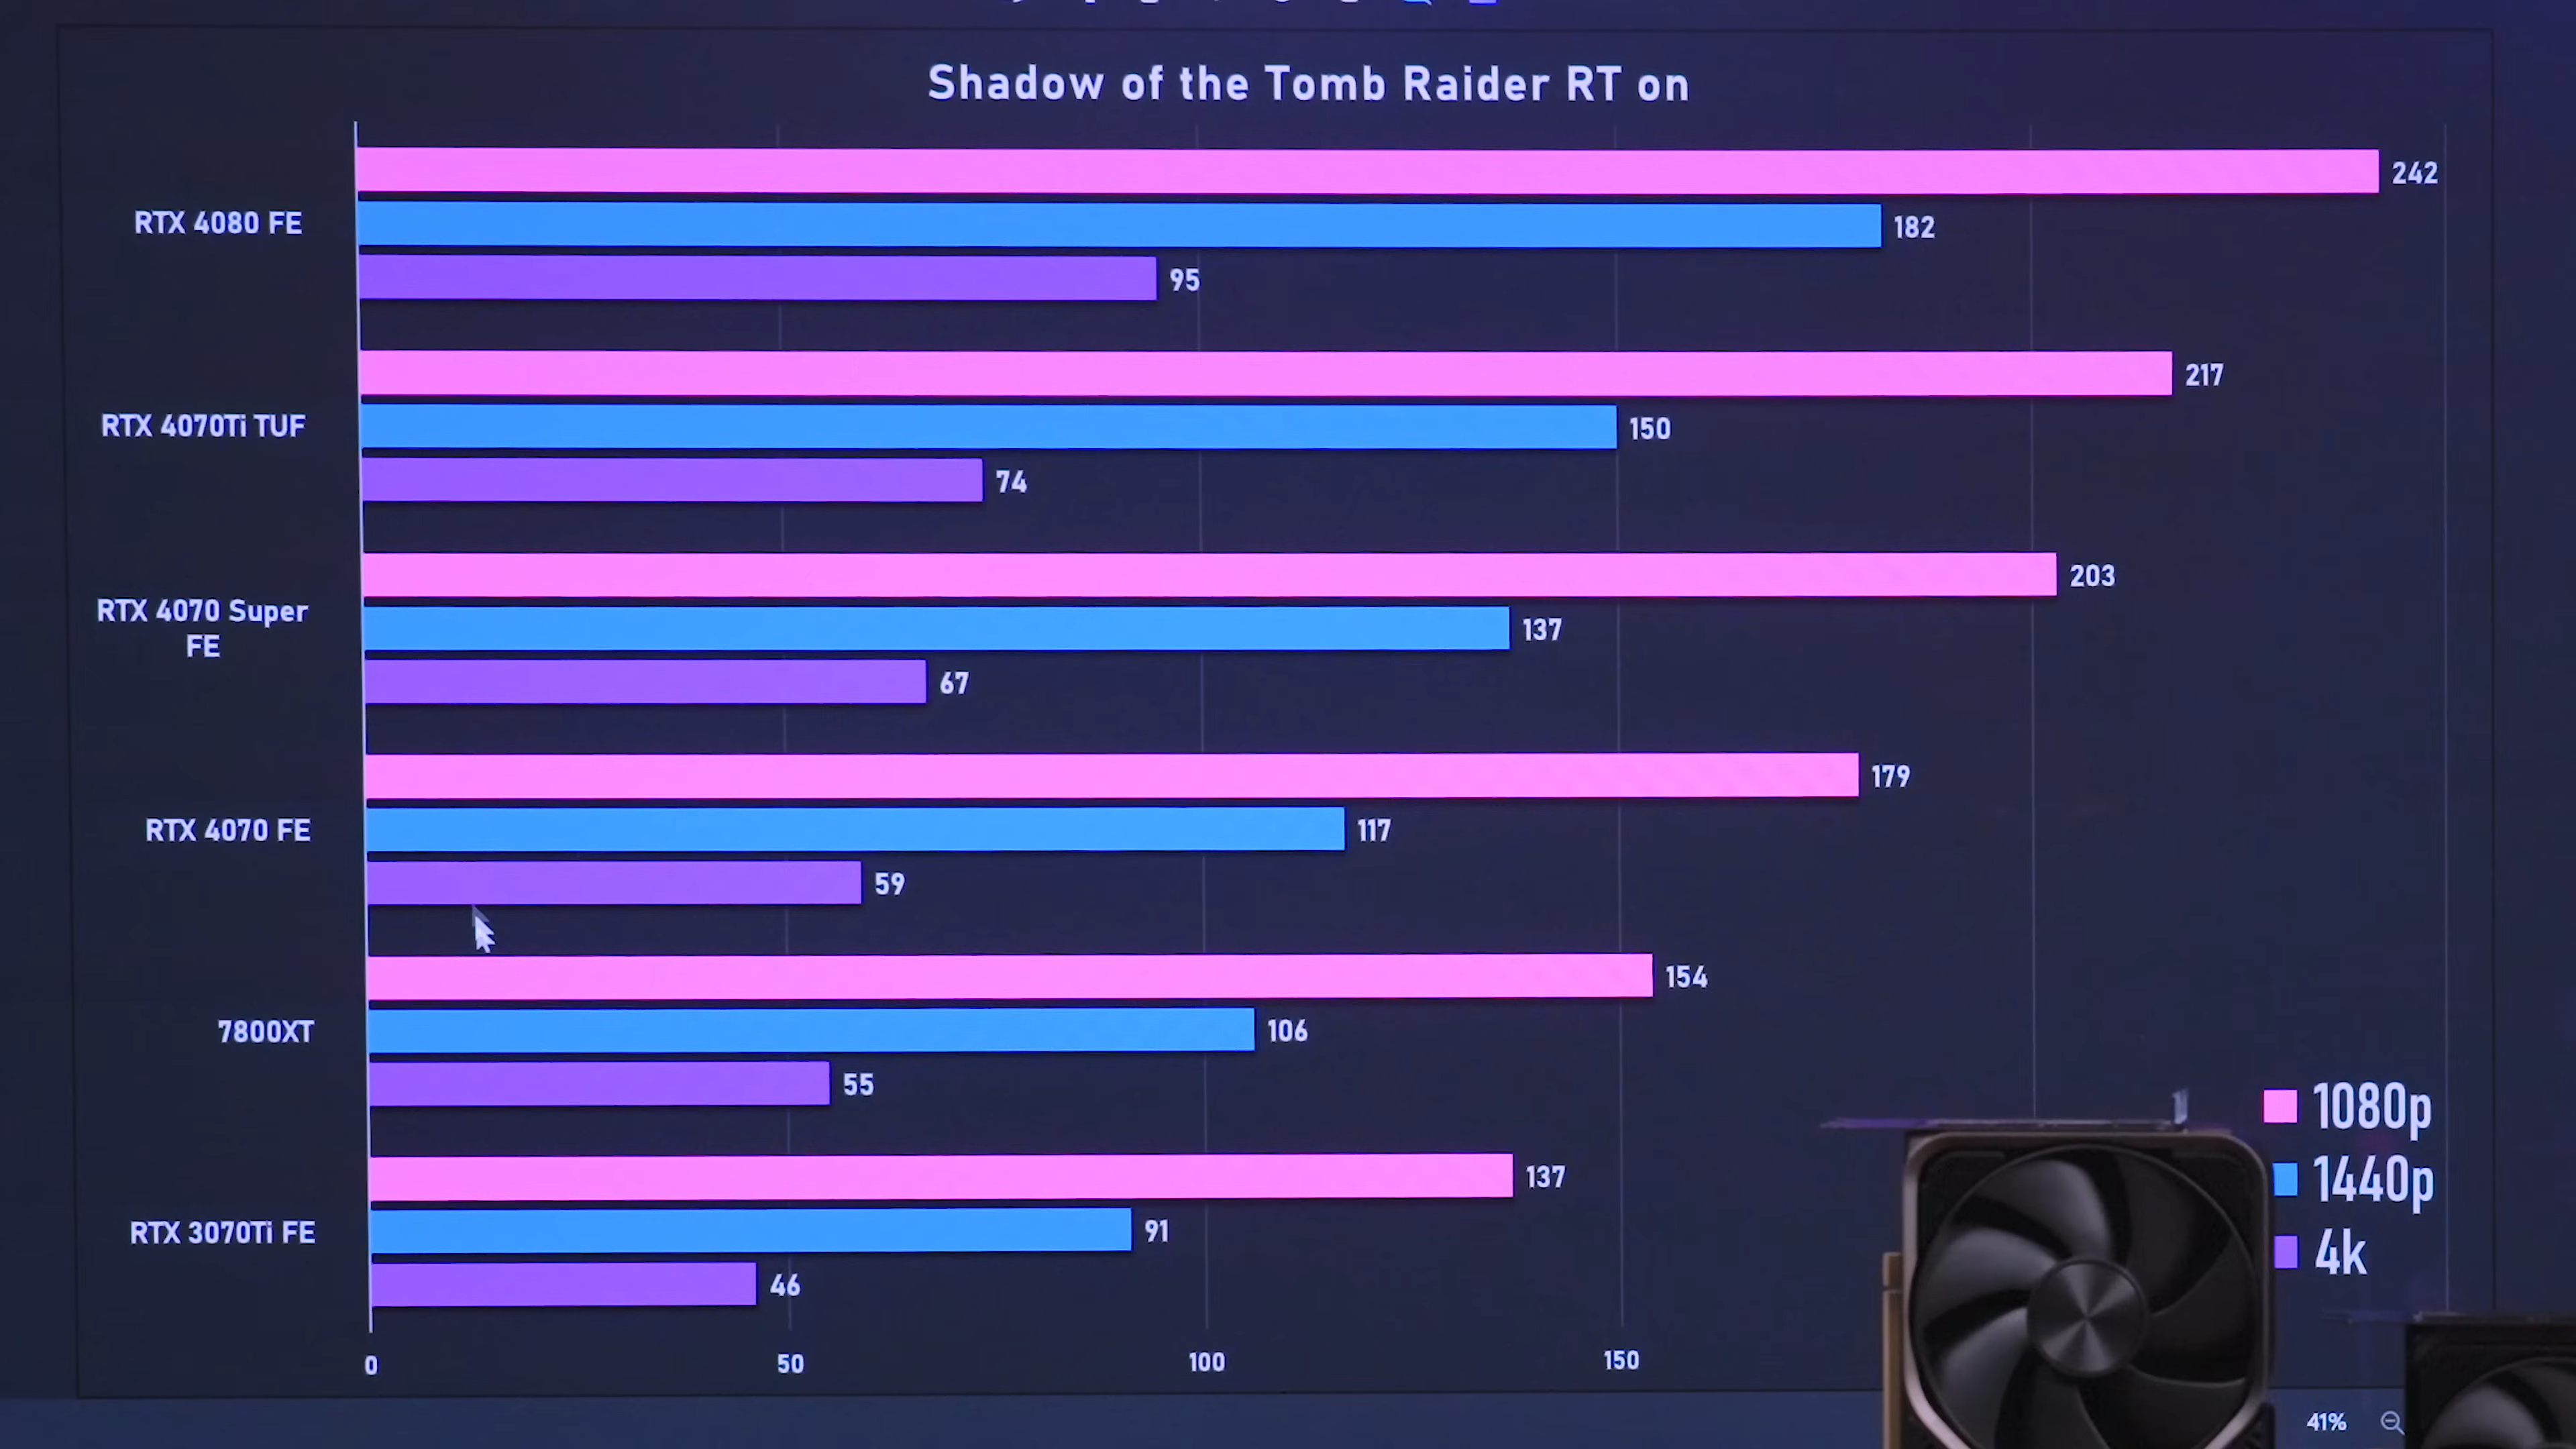 Shadow of the Tomb Raider RT on
RTX 4080 FE
242
182
95
RTX 4070Ti TUF
217
150
74
RTX 4070 Super
FE
203
137
67
RTX 4070 FE
179
117
59
7800XT
154
106
55
RTX 3070Ti FE
137
91
46
0
50
100
150
1080p
1440p
4k
41%